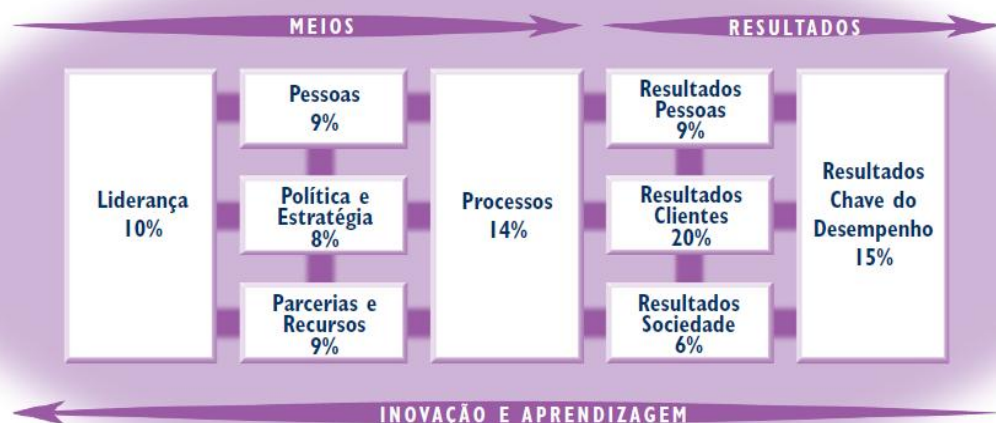 MEIOS
RESULTADOS
Liderança
10%
Pessoas
9%
Política e
Estratégia
8%
Parcerias e
Recursos
9%
Processos
14%
Resultados
Pessoas
9%
Resultados
Clientes
20%
Resultados
Sociedade
6%
Resultados
Chave do
Desempenho
15%
INOVAÇÃO E APRENDIZAGEM